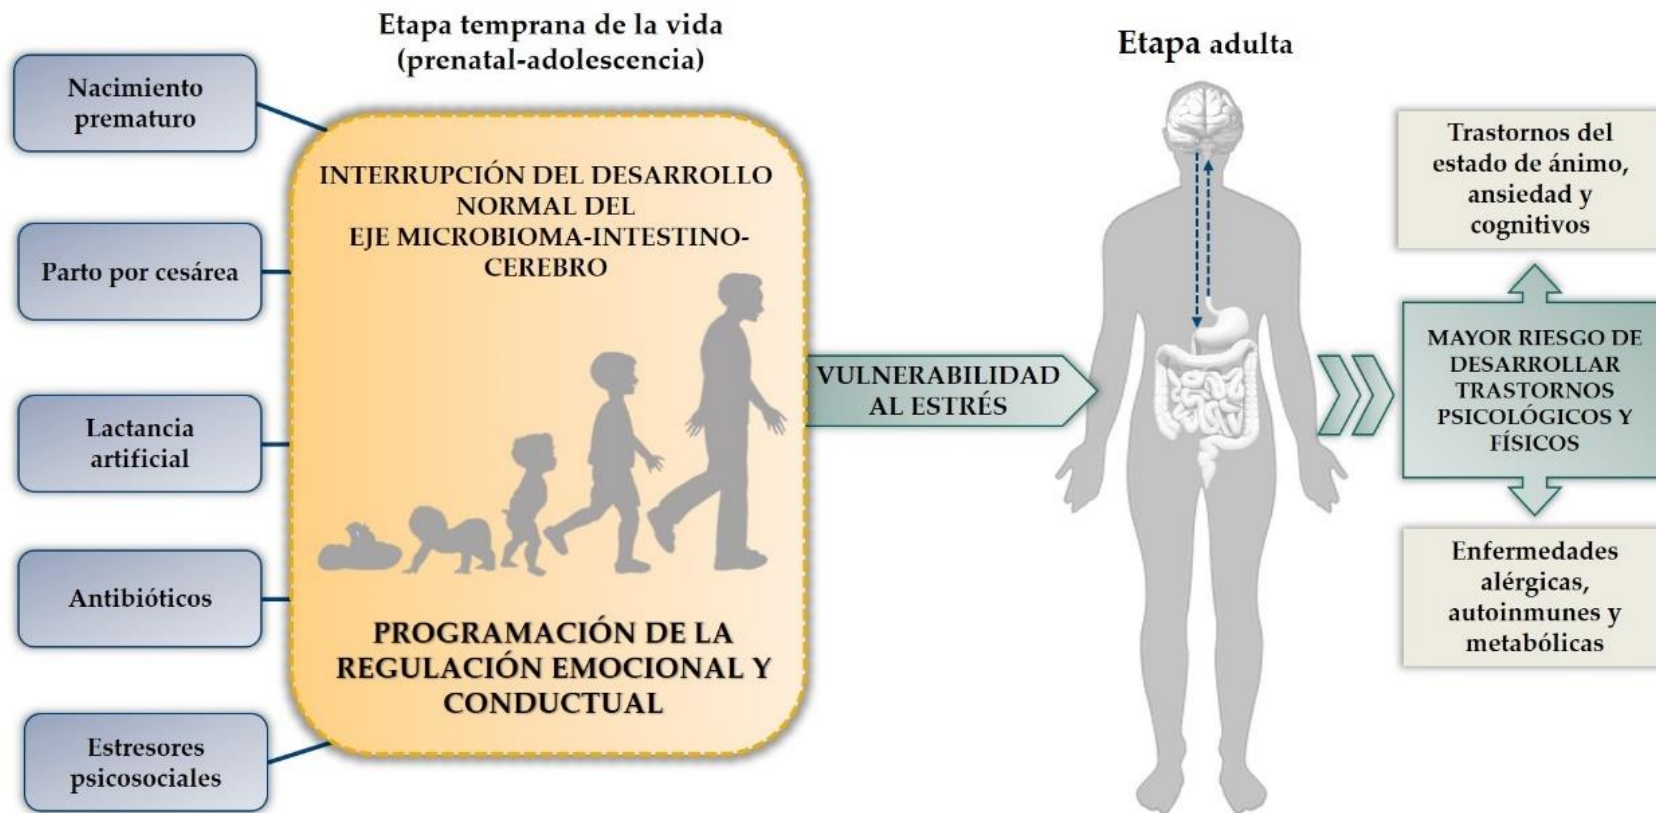 Etapa temprana de la vida
(prenatal-adolescencia)
Nacimiento
prematuro
Parto por cesárea
Lactancia
artificial
Antibióticos
Estresores
psicosociales
INTERRUPCIÓN DEL DESARROLLO
NORMAL DEL
EJE MICROBIOMA-INTESTINO-
CEREBRO
PROGRAMACIÓN DE LA
REGULACIÓN EMOCIONAL Y
CONDUCTUAL
VULNERABILIDAD
AL ESTRÉS
Etapa adulta
Trastornos del
estado de ánimo,
ansiedad y
cognitivos
MAYOR RIESGO DE
DESARROLLAR
TRASTORNOS
PSICOLÓGICOS Y
FÍSICOS
Enfermedades
alérgicas,
autoinmunes y
metabólicas